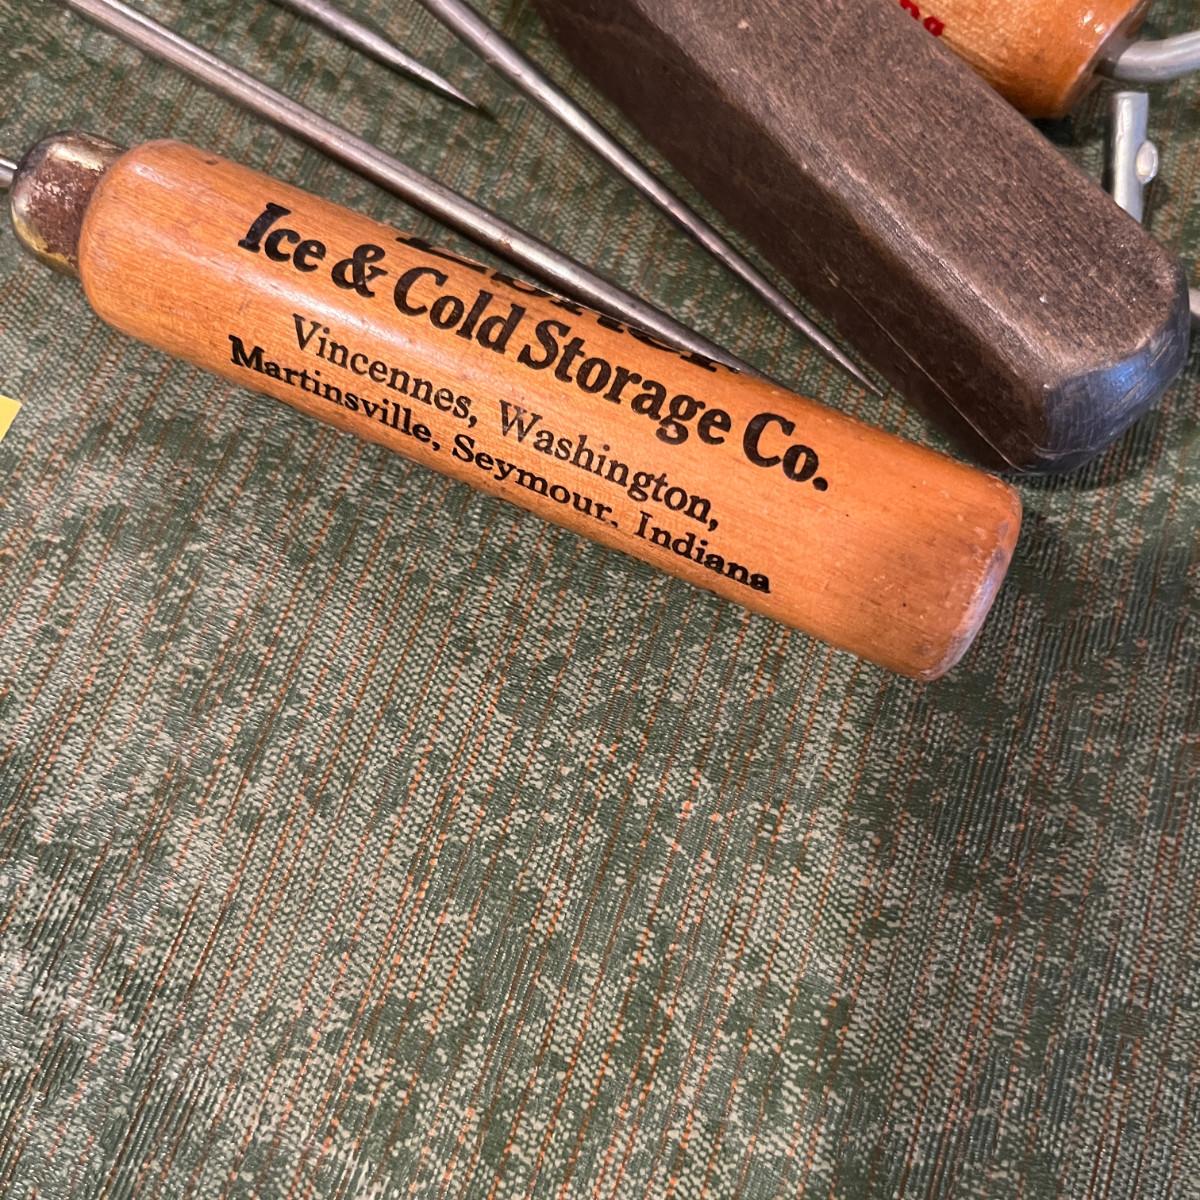 Ice & Cold Storage Co.
Vincennes, Washington,
Martinsville, Seymour. Indiana